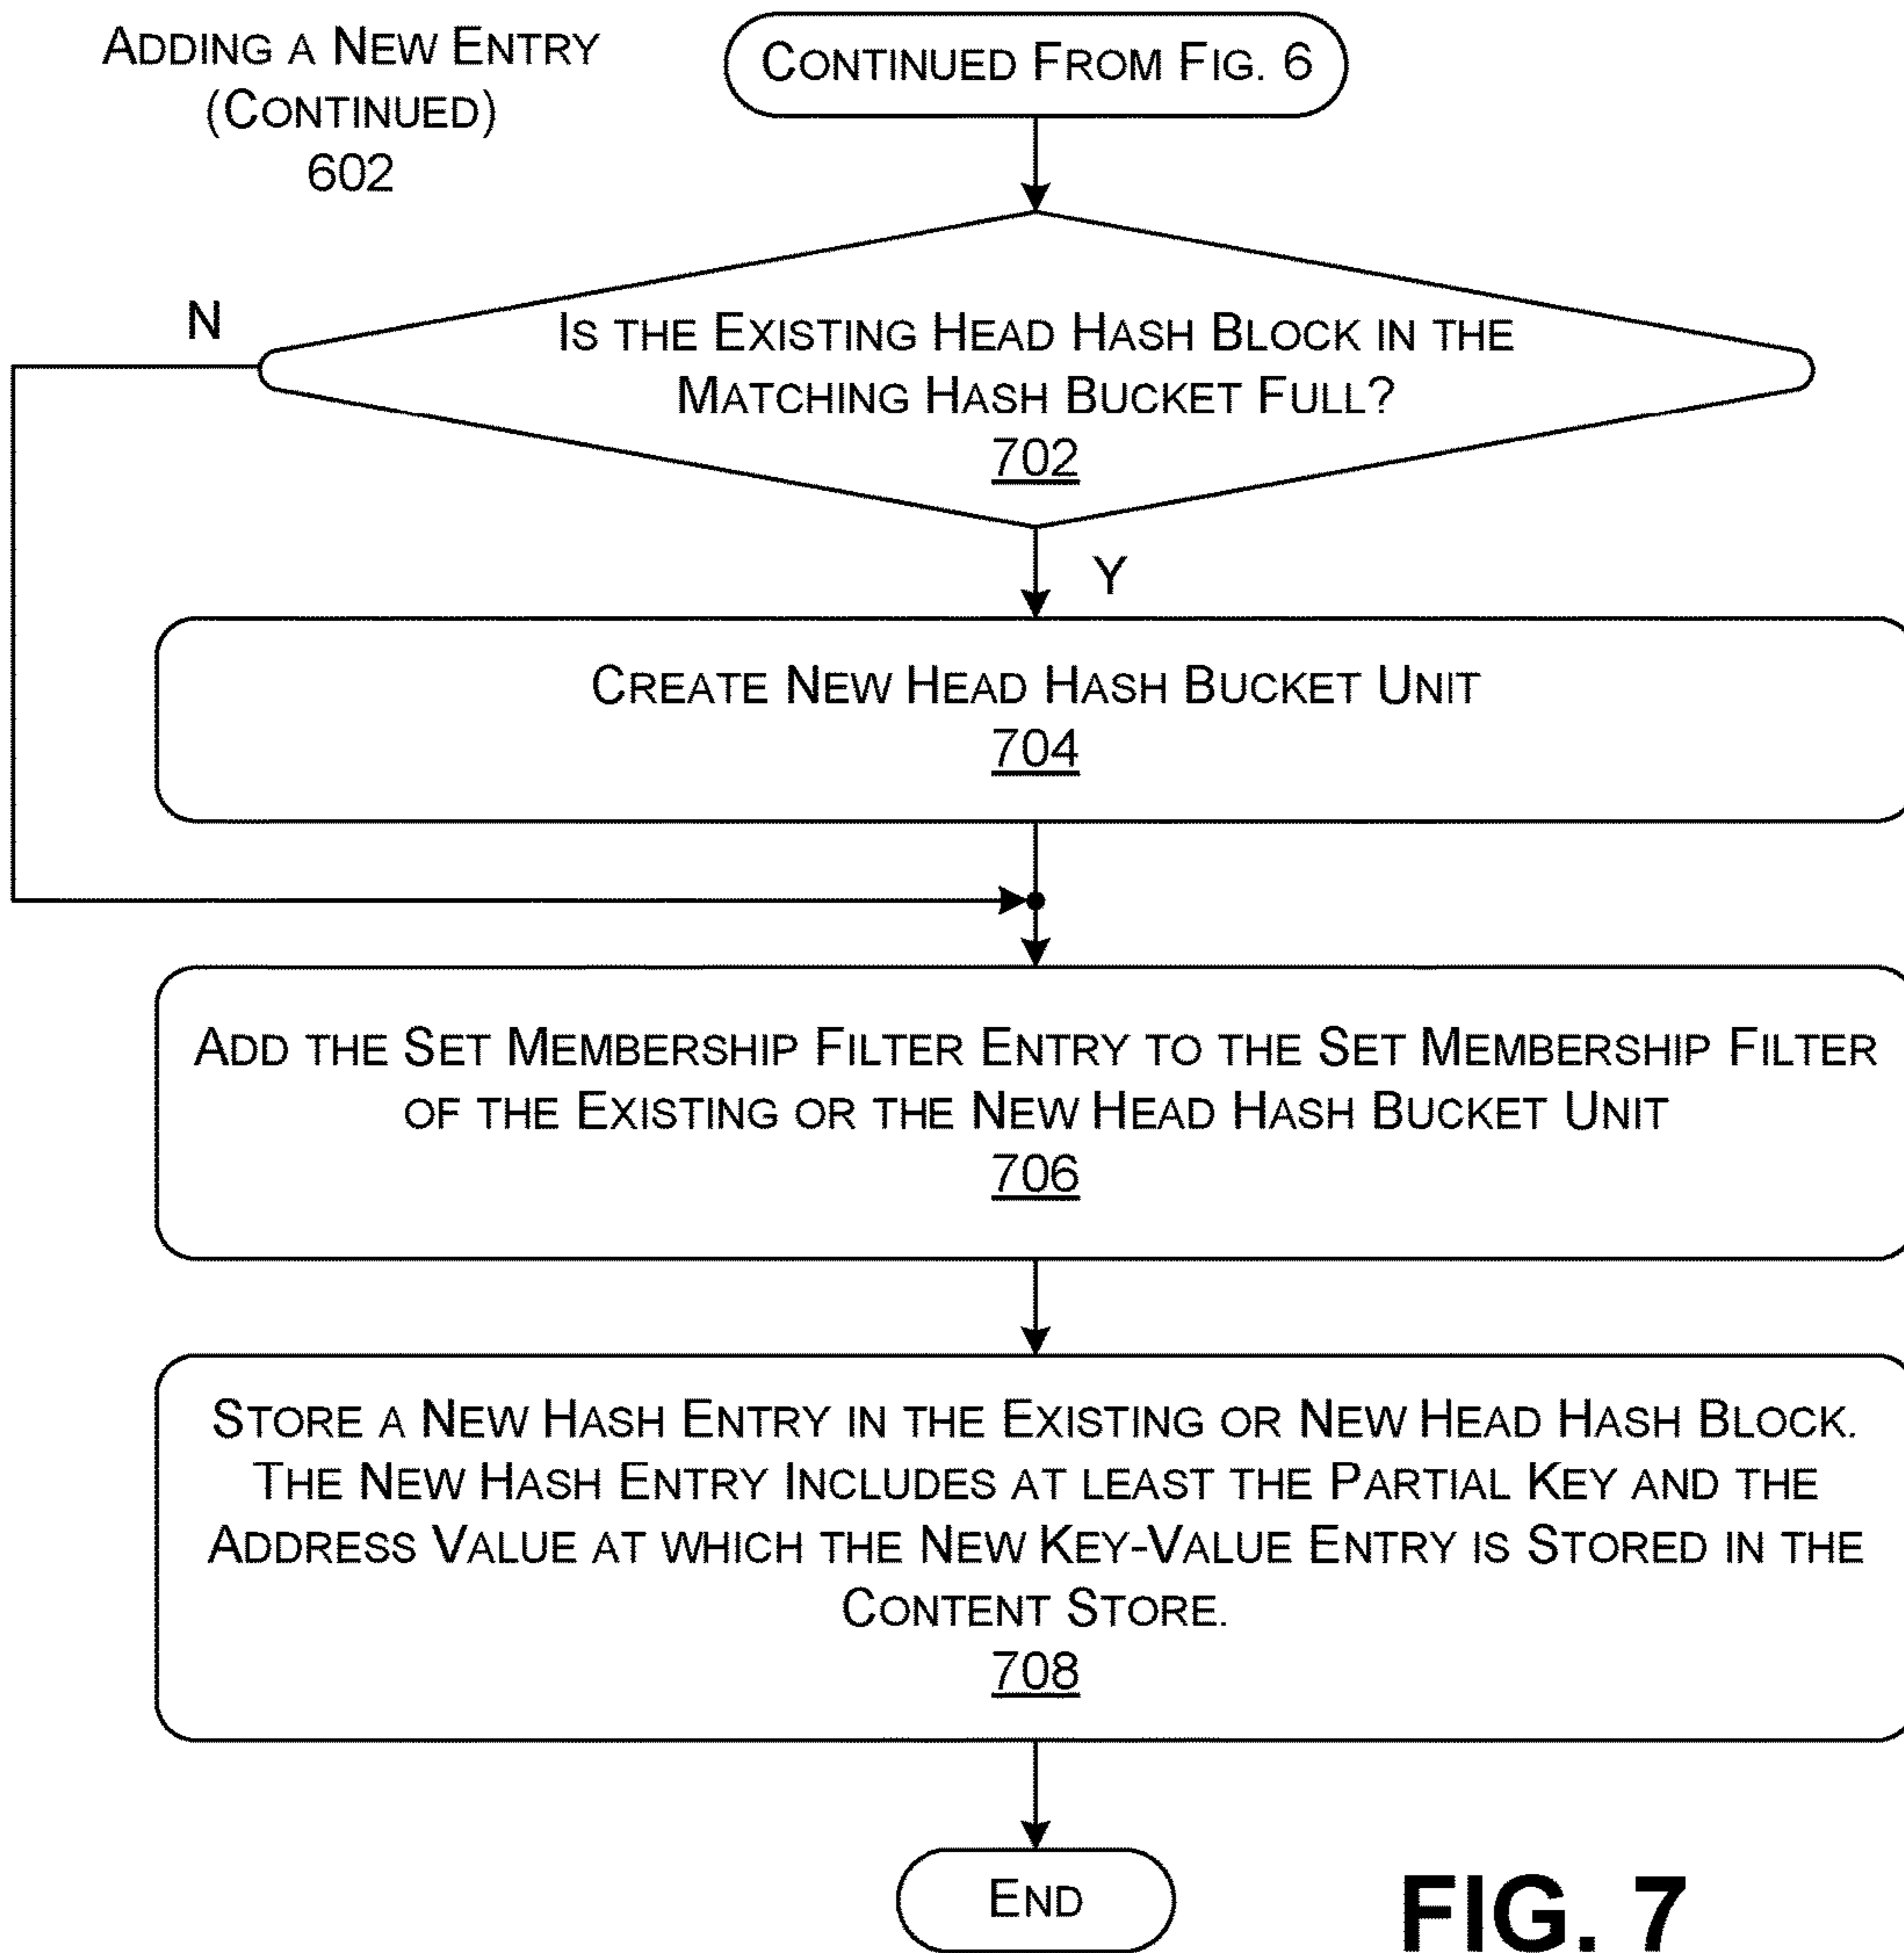 ADDING A NEW ENTRY
(CONTINUED)
602
CONTINUED FROM FIG. 6
N
IS THE EXISTING HEAD HASH BLOCK IN THE
MATCHING HASH BUCKET FULL?
702
Y
CREATE NEW HEAD HASH BUCKET UNIT
704
ADD THE SET MEMBERSHIP FILTER ENTRY TO THE SET MEMBERSHIP FILTER
OF THE EXISTING OR THE NEW HEAD HASH BUCKET UNIT
706
STORE A NEW HASH ENTRY IN THE EXISTING OR NEW HEAD HASH BLOCK.
THE NEW HASH ENTRY INCLUDES AT LEAST THE PARTIAL KEY AND THE
ADDRESS VALUE AT WHICH THE NEW KEY-VALUE ENTRY IS STORED IN THE
CONTENT STORE.
708
END
FIG. 7